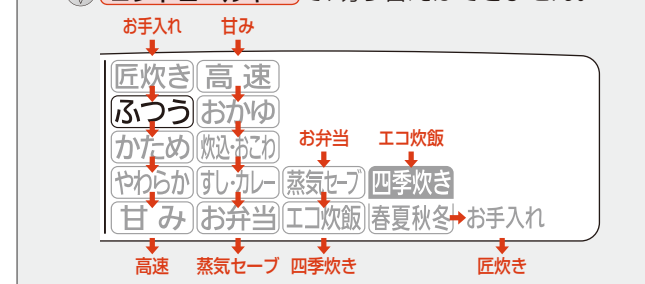 お手入れ 甘み
匠炊き 高速
ふつう おかゆ
かため 炊込・おこわ お弁当 エコ炊飯
やわらか すし・カレー 蒸気セーブ 四季炊き
甘み お弁当 エコ炊飯 春夏秋冬 お手入れ
高速 蒸気セーブ 四季炊き 匠炊き